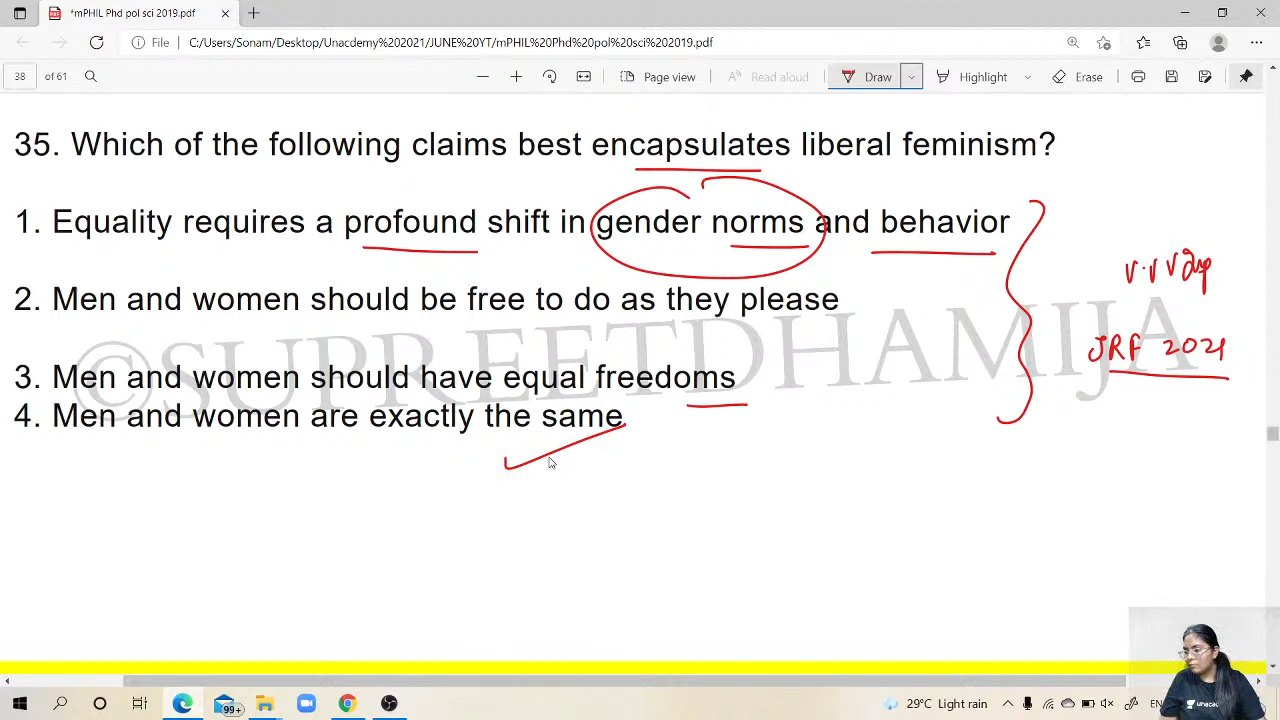 *mPHIL Phd pol sci 2019.pdf
File
C:/Users/Sonam/Desktop/Unacdemy%202021/JUNE%20YT/mPHIL%20Phd%20pol%20sci%202019.pdf
38 of 61
Page view
Read aloud
Draw
Highlight
Erase
35. Which of the following claims best encapsulates liberal feminism?
1. Equality requires a profound shift in gender norms and behavior
2. Men and women should be free to do as they please
3. Men and women should have equal freedoms
4. Men and women are exactly the same
V.V V Imp
JRF 2021
©SUPREETDHAMIJA
99+
29°C Light rain